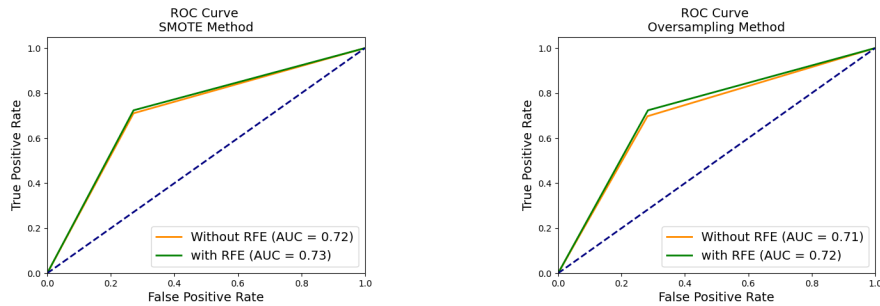 ROC Curve
SMOTE Method
True Positive Rate
1.0
0.8
0.6
0.4
0.2
0.0
Without RFE (AUC = 0.72)
with RFE (AUC = 0.73)
0.0 0.2 0.4 0.6 0.8 1.0
False Positive Rate
ROC Curve
Oversampling Method
True Positive Rate
1.0
0.8
0.6
0.4
0.2
0.0
Without RFE (AUC = 0.71)
with RFE (AUC = 0.72)
0.0 0.2 0.4 0.6 0.8 1.0
False Positive Rate